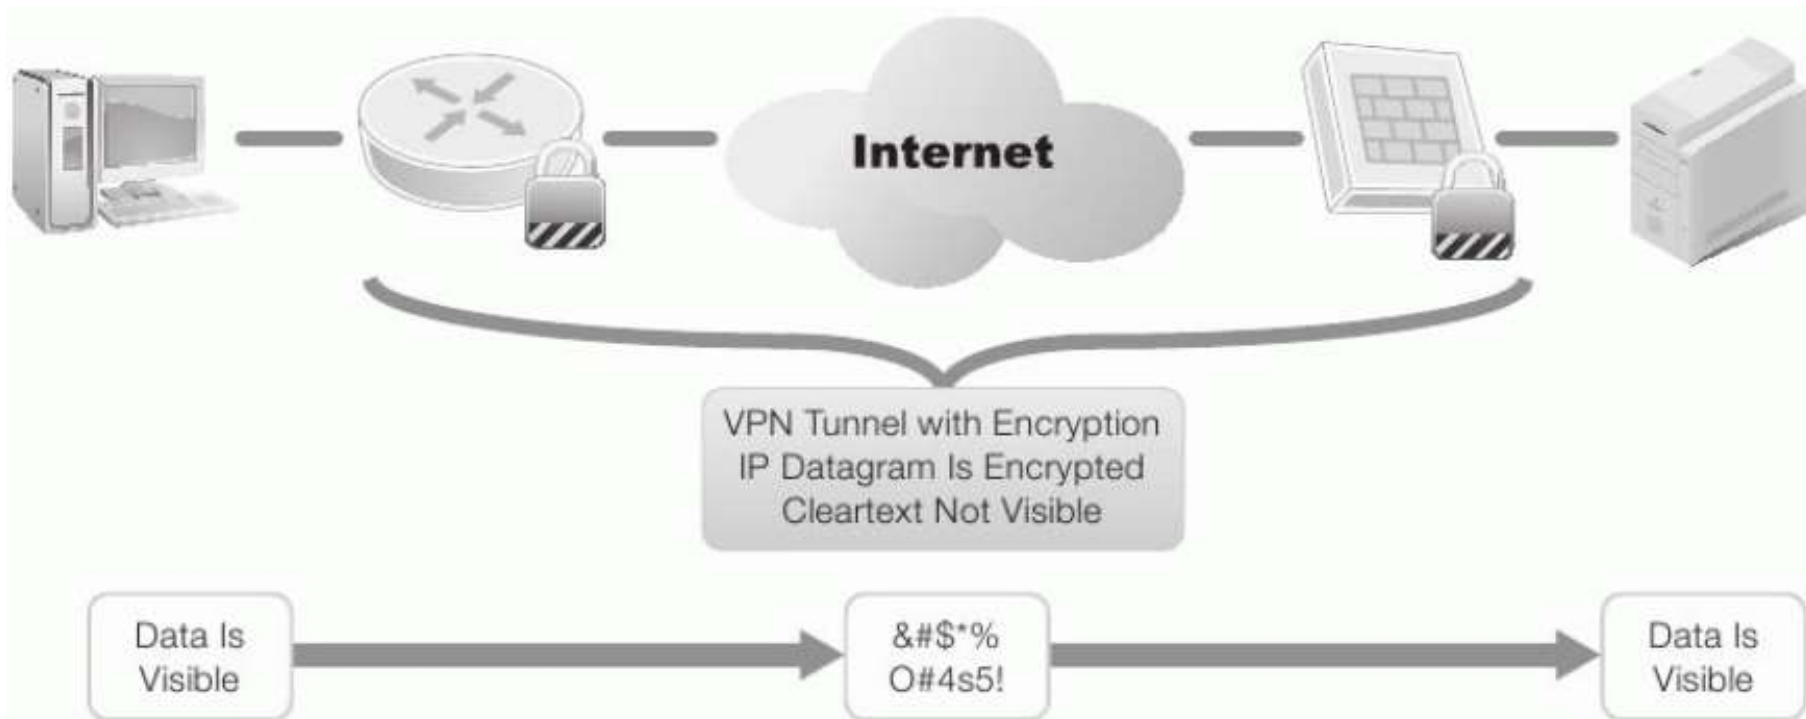 Internet
VPN Tunnel with Encryption
IP Datagram Is Encrypted
Cleartext Not Visible
Data Is
Visible
&#$*%
O#4s5!
Data Is
Visible